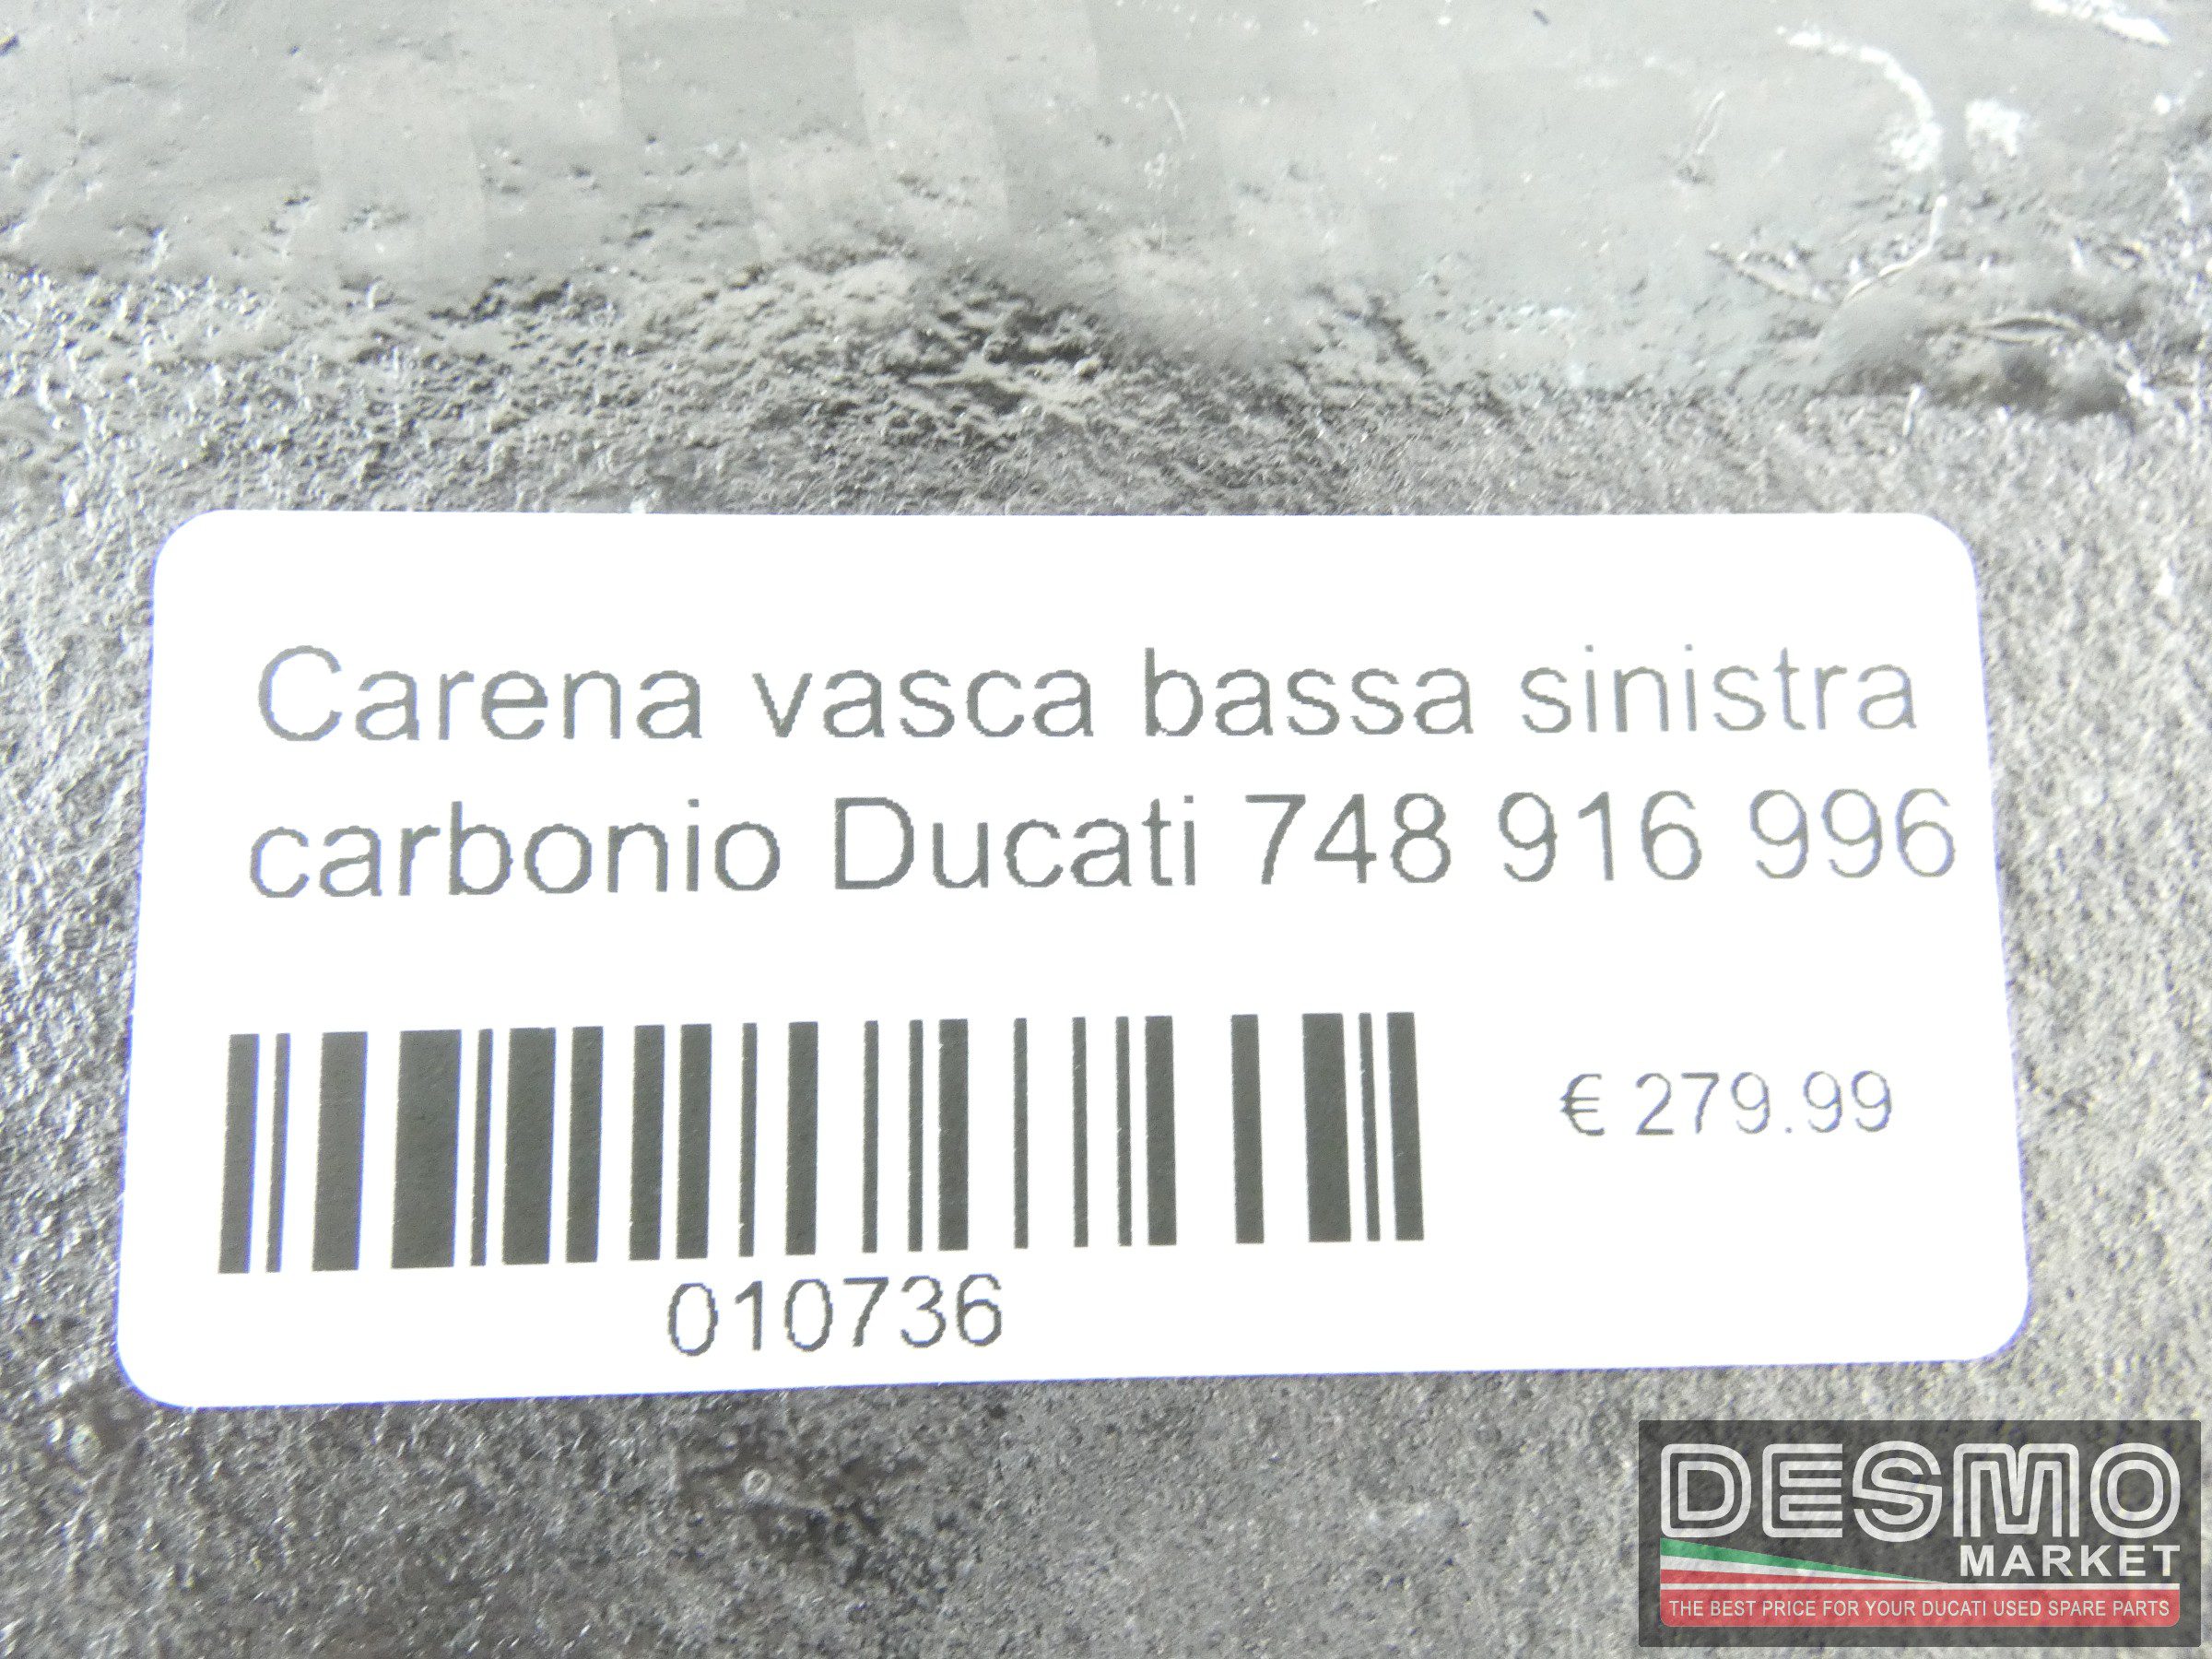 Carena vasca bassa sinistra
carbonio Ducati 748 916 996
€ 279.99
010736
DESMO
MARKET
THE BEST PRICE FOR YOUR DUCATI USED SPARE PARTS